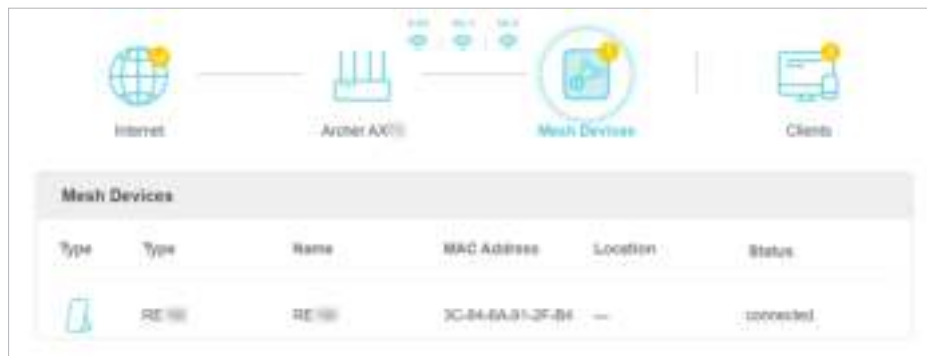 Internet
Archer AX
Mesh Devices
Clients
Mesh Devices
Type Type Name MAC Address Location Status
RE RE 3C-84-6A-91-2F-B4 — connected